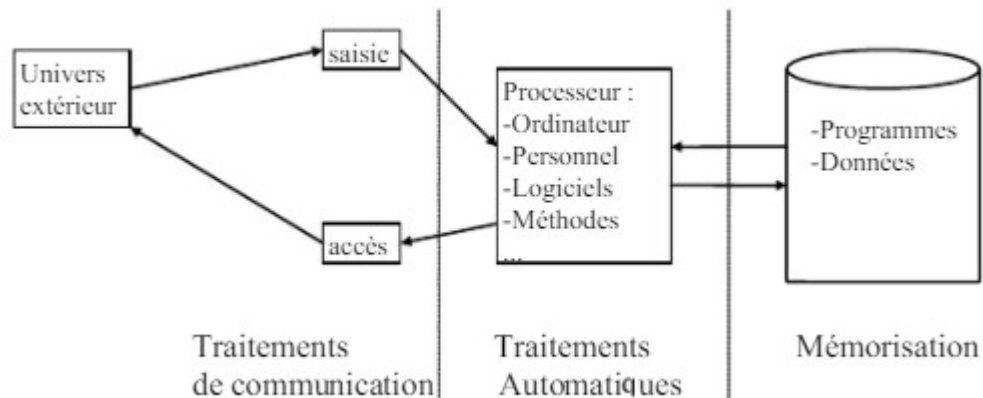 Univers
extérieur
saisie
accès
Processeur :
-Ordinateur
-Personnel
-Logiciels
-Méthodes
...
-Programmes
-Données
Traitements
de communication
Traitements
Automatiques
Mémorisation